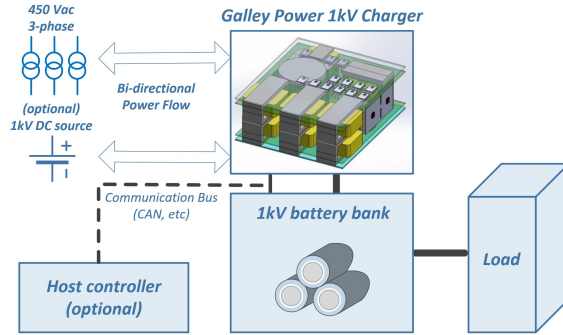 450 Vac
3-phase
Galley Power 1kV Charger
Bi-directional
Power Flow
(optional)
1kV DC source
+
Communication Bus
(CAN, etc)
1kV battery bank
Host controller
(optional)
Load